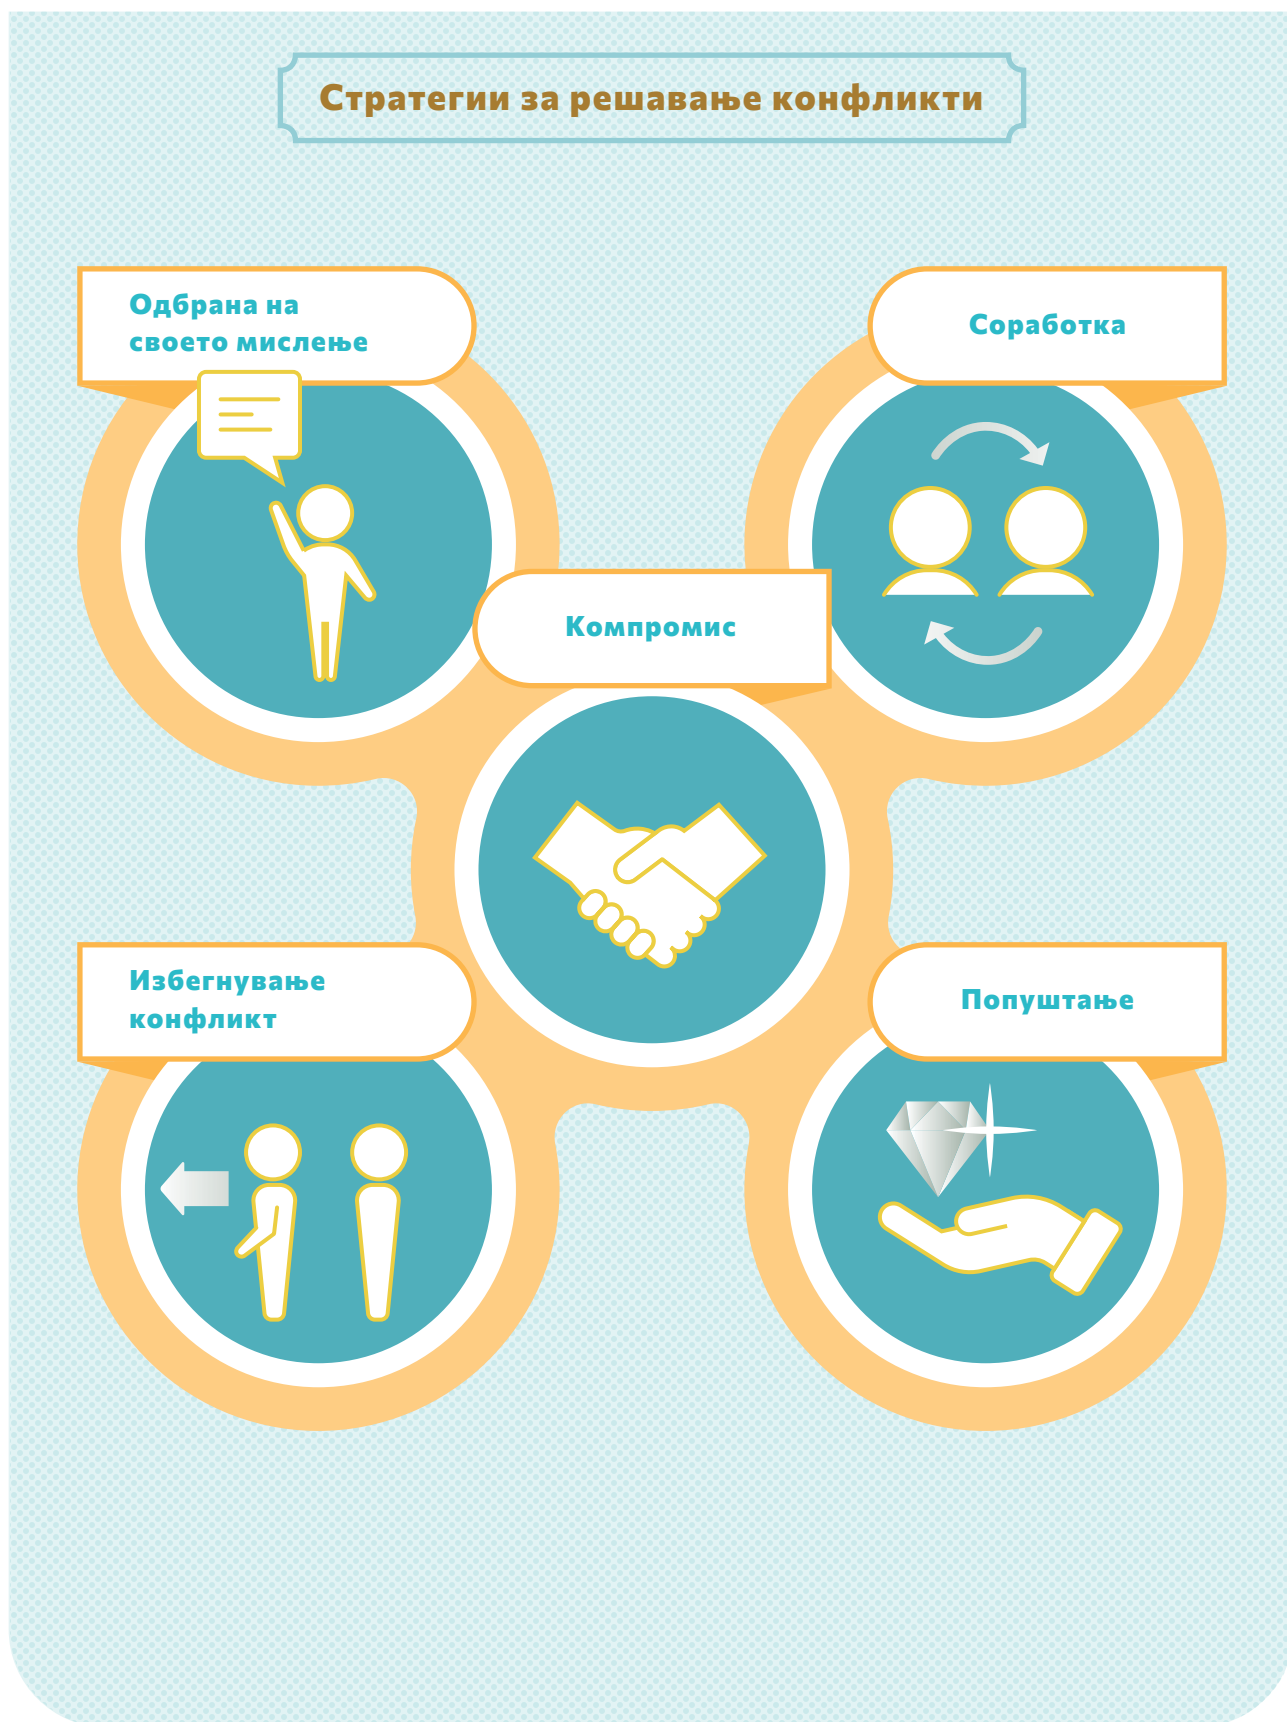 Стратегии за решавање конфликти
Одбрана на
своето мислење
Соработка
Компромис
Избегнување
конфликт
Попуштање